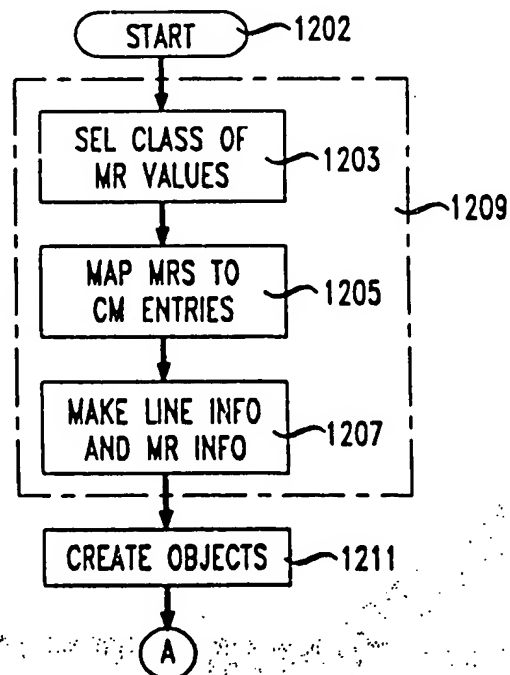 START
1202
SEL CLASS OF
MR VALUES
1203
1209
MAP MRS TO
CM ENTRIES
1205
MAKE LINE INFO
AND MR INFO
1207
CREATE OBJECTS
1211
A